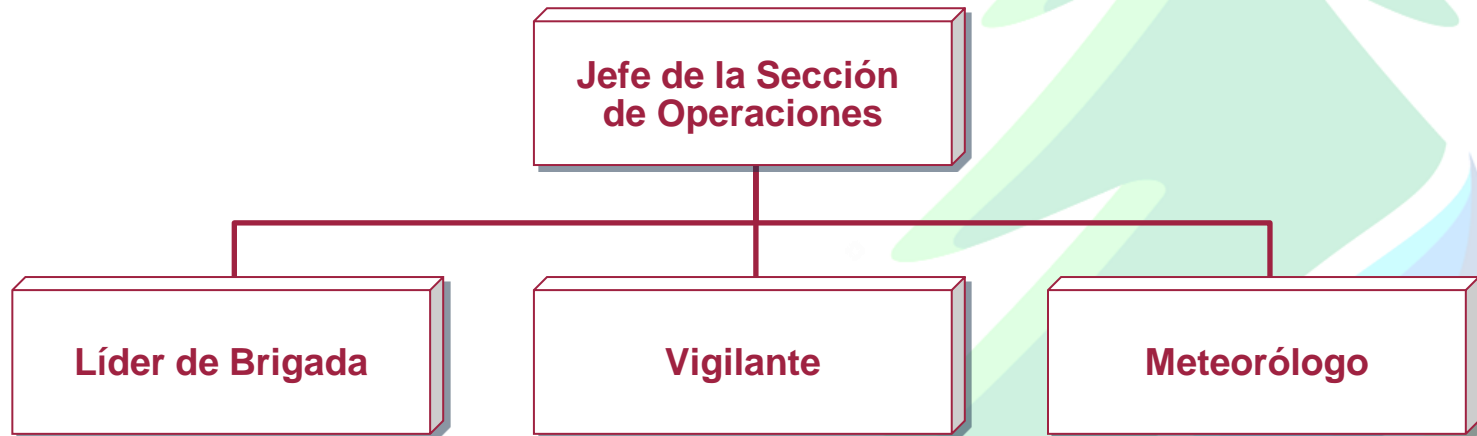 Jefe de la Sección
de Operaciones
Líder de Brigada
Vigilante
Meteorólogo